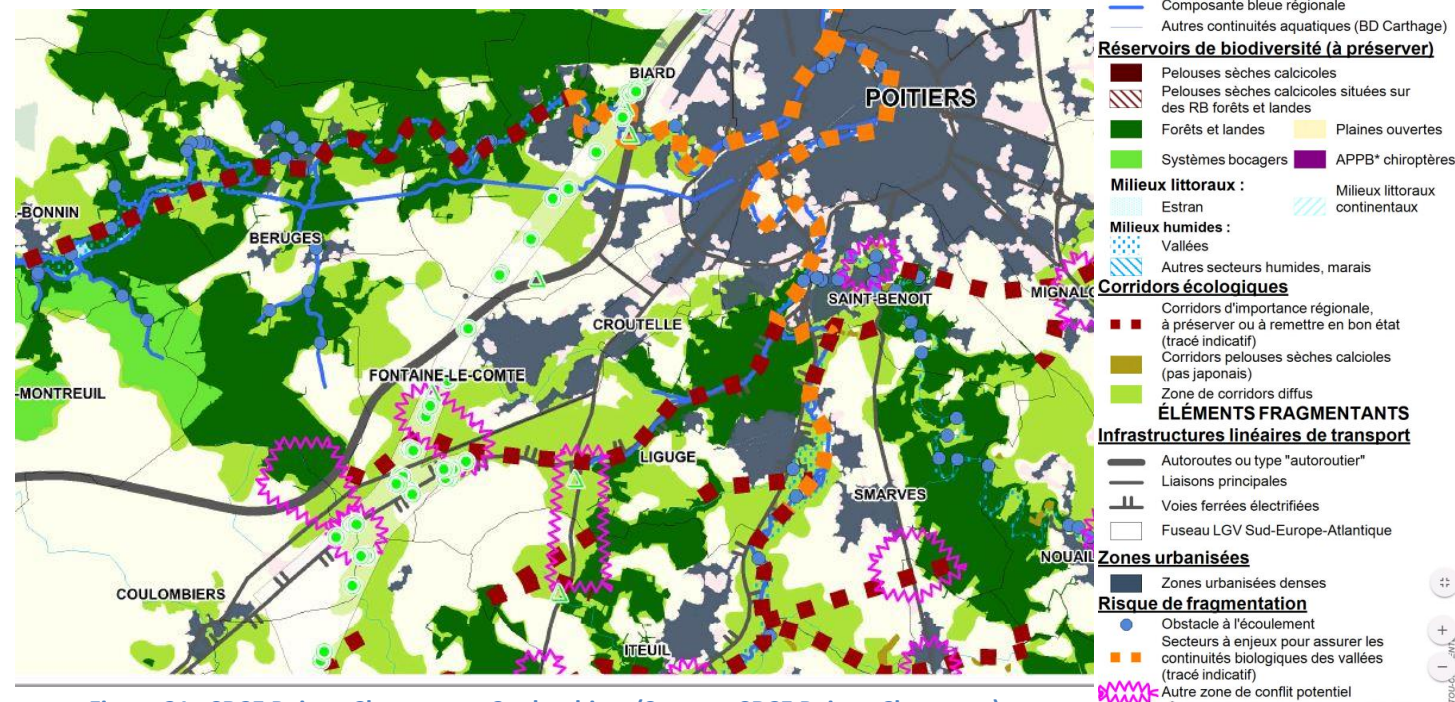 BIARD
POITIERS
-BONNIN
BERUGES
SAINT-BENOIT
MIGNALO
CROUTELLE
FONTAINE-LE-COMTE
-MONTREUIL
LIGUGE
SMARVES
NOUAIL
COULOMBIERS
ITEUIL
Composante bleue régionale
Autres continuités aquatiques (BD Carthage)
Réservoirs de biodiversité (à préserver)
Pelouses sèches calcicoles
Pelouses sèches calcicoles situées sur
des RB forêts et landes
Forêts et landes
Plaines ouvertes
Systèmes bocagers
APPB* chiroptères
Milieux littoraux :
Estran
Milieux littoraux
continentaux
Milieux humides :
Vallées
Autres secteurs humides, marais
Corridors écologiques
Corridors d'importance régionale,
à préserver ou à remettre en bon état
(tracé indicatif)
Corridors pelouses sèches calcioles
(pas japonais)
Zone de corridors diffus
ÉLÉMENTS FRAGMENTANTS
Infrastructures linéaires de transport
Autoroutes ou type "autoroutier"
Liaisons principales
Voies ferrées électrifiées
Fuseau LGV Sud-Europe-Atlantique
Zones urbanisées
Zones urbanisées denses
Risque de fragmentation
Obstacle à l'écoulement
Secteurs à enjeux pour assurer les
continuités biologiques des vallées
(tracé indicatif)
Autre zone de conflit potentiel